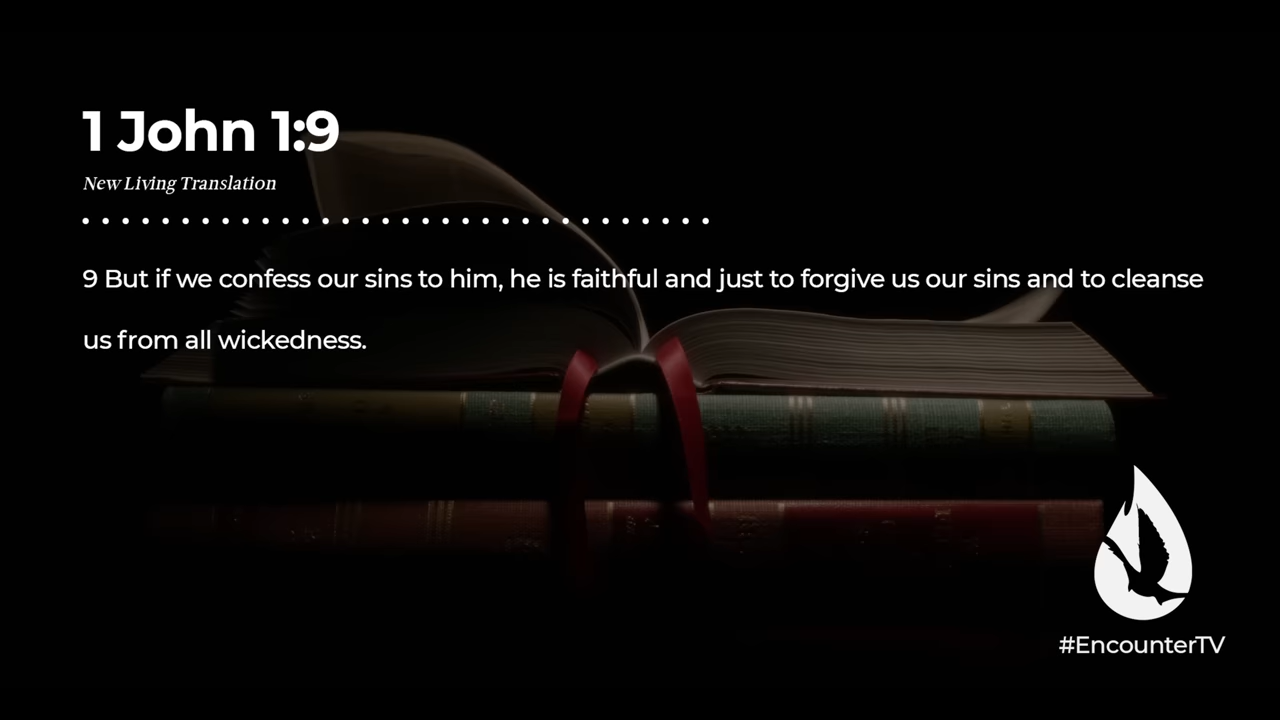 1 John 1:9
New Living Translation
9 But if we confess our sins to him, he is faithful and just to forgive us our sins and to cleanse
us from all wickedness.
#EncounterTV